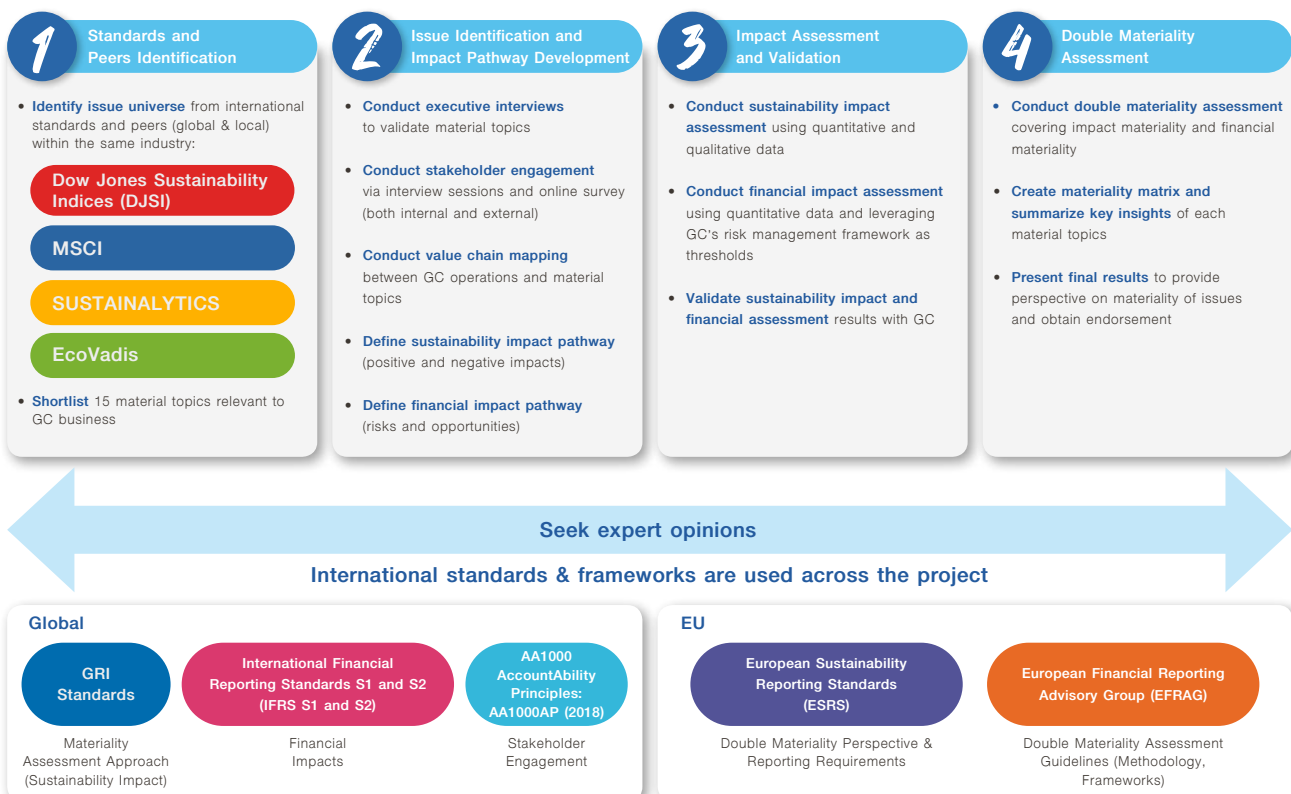 1
Standards and
Peers Identification
• Identify issue universe from international
standards and peers (global & local)
within the same industry:
Dow Jones Sustainability
Indices (DJSI)
MSCI
SUSTAINALYTICS
EcoVadis
• Shortlist 15 material topics relevant to
GC business
2
Issue Identification and
Impact Pathway Development
• Conduct executive interviews
to validate material topics
• Conduct stakeholder engagement
via interview sessions and online survey
(both internal and external)
• Conduct value chain mapping
between GC operations and material
topics
• Define sustainability impact pathway
(positive and negative impacts)
• Define financial impact pathway
(risks and opportunities)
3
Impact Assessment
and Validation
• Conduct sustainability impact
assessment using quantitative and
qualitative data
• Conduct financial impact assessment
using quantitative data and leveraging
GC's risk management framework as
thresholds
• Validate sustainability impact and
financial assessment results with GC
4
Double Materiality
Assessment
• Conduct double materiality assessment
covering impact materiality and financial
materiality
• Create materiality matrix and
summarize key insights of each
material topics
• Present final results to provide
perspective on materiality of issues
and obtain endorsement
Seek expert opinions
International standards & frameworks are used across the project
Global
GRI
Standards
Materiality
Assessment Approach
(Sustainability Impact)
International Financial
Reporting Standards S1 and S2
(IFRS S1 and S2)
Financial
Impacts
AA1000
AccountAbility
Principles:
AA1000AP (2018)
Stakeholder
Engagement
EU
European Sustainability
Reporting Standards
(ESRS)
Double Materiality Perspective &
Reporting Requirements
European Financial Reporting
Advisory Group (EFRAG)
Double Materiality Assessment
Guidelines (Methodology,
Frameworks)